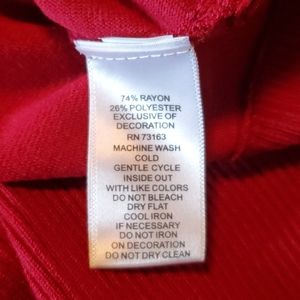 74% RAYON
26% POLYESTER
EXCLUSIVE OF
DECORATION
RN 73163
MACHINE WASH
COLD
GENTLE CYCLE
INSIDE OUT
WITH LIKE COLORS
DO NOT BLEACH
DRY FLAT
COOL IRON
IF NECESSARY
DO NOT IRON
ON DECORATION
DO NOT DRY CLEAN